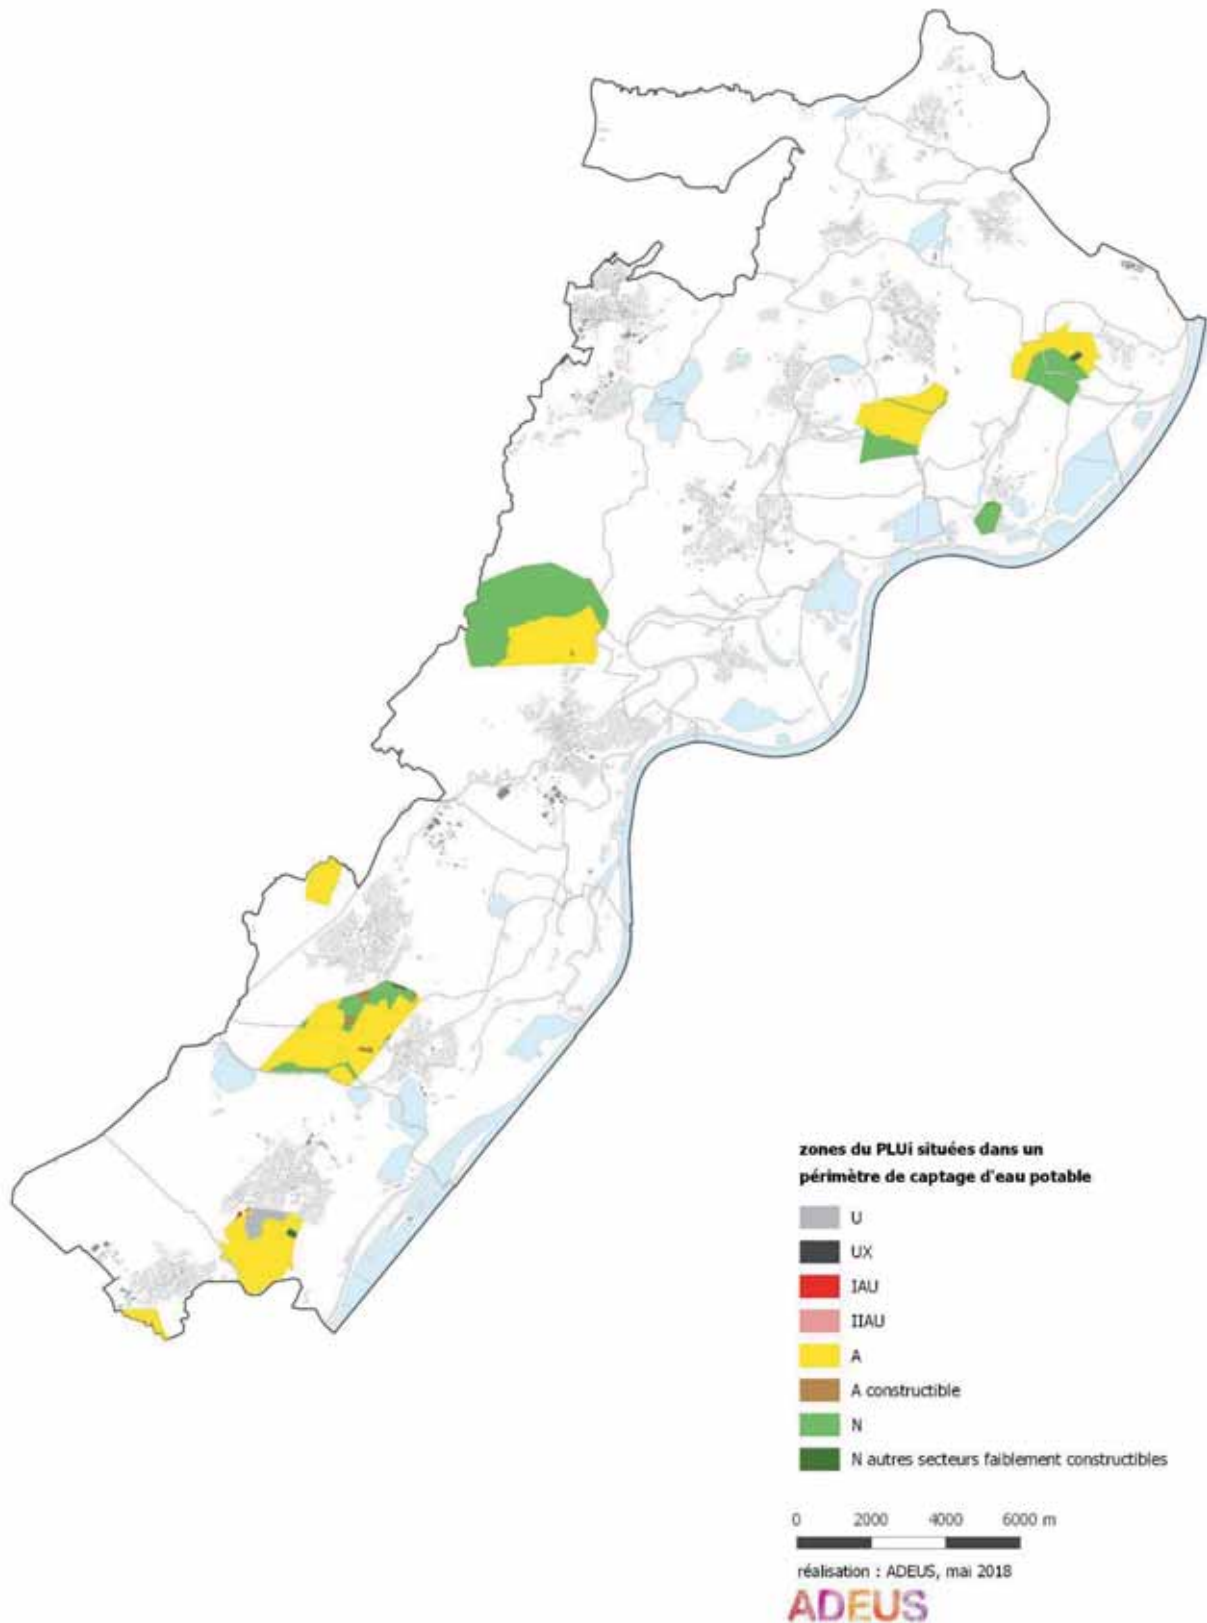 zones du PLUi situées dans un
périmètre de captage d'eau potable
U
UX
IAU
IIAU
A
A constructible
N
N autres secteurs faiblement constructibles
0 2000 4000 6000 m
réalisation : ADEUS, mai 2018
ADEUS